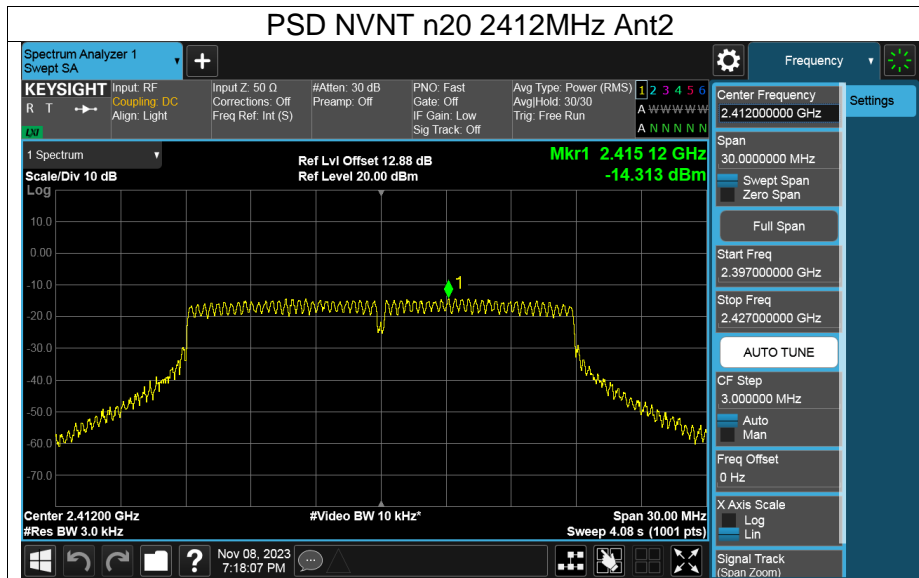 PSD NVNT n20 2412MHz Ant2
Spectrum Analyzer 1
Swept SA
+
Frequency
KEYSIGHT
R T
LXI
Input: RF
Coupling: DC
Align: Light
Input Z: 50 Ω
Corrections: Off
Freq Ref: Int (S)
#Atten: 30 dB
Preamp: Off
PNO: Fast
Gate: Off
IF Gain: Low
Sig Track: Off
Avg Type: Power (RMS)
Avg|Hold: 30/30
Trig: Free Run
1 2 3 4 5 6
A W W W W W
A N N N N N
1 Spectrum
Scale/Div 10 dB
Ref Lvl Offset 12.88 dB
Ref Level 20.00 dBm
Mkr1 2.415 12 GHz
-14.313 dBm
Log
10.0
0.00
-10.0
-20.0
-30.0
-40.0
-50.0
-60.0
-70.0
1
Center 2.41200 GHz
#Res BW 3.0 kHz
#Video BW 10 kHz*
Span 30.00 MHz
Sweep 4.08 s (1001 pts)
Center Frequency
2.412000000 GHz
Settings
Span
30.0000000 MHz
Swept Span
Zero Span
Full Span
Start Freq
2.397000000 GHz
Stop Freq
2.427000000 GHz
AUTO TUNE
CF Step
3.000000 MHz
Auto
Man
Freq Offset
0 Hz
X Axis Scale
Log
Lin
Signal Track
(Span Zoom)
?
Nov 08, 2023
7:18:07 PM